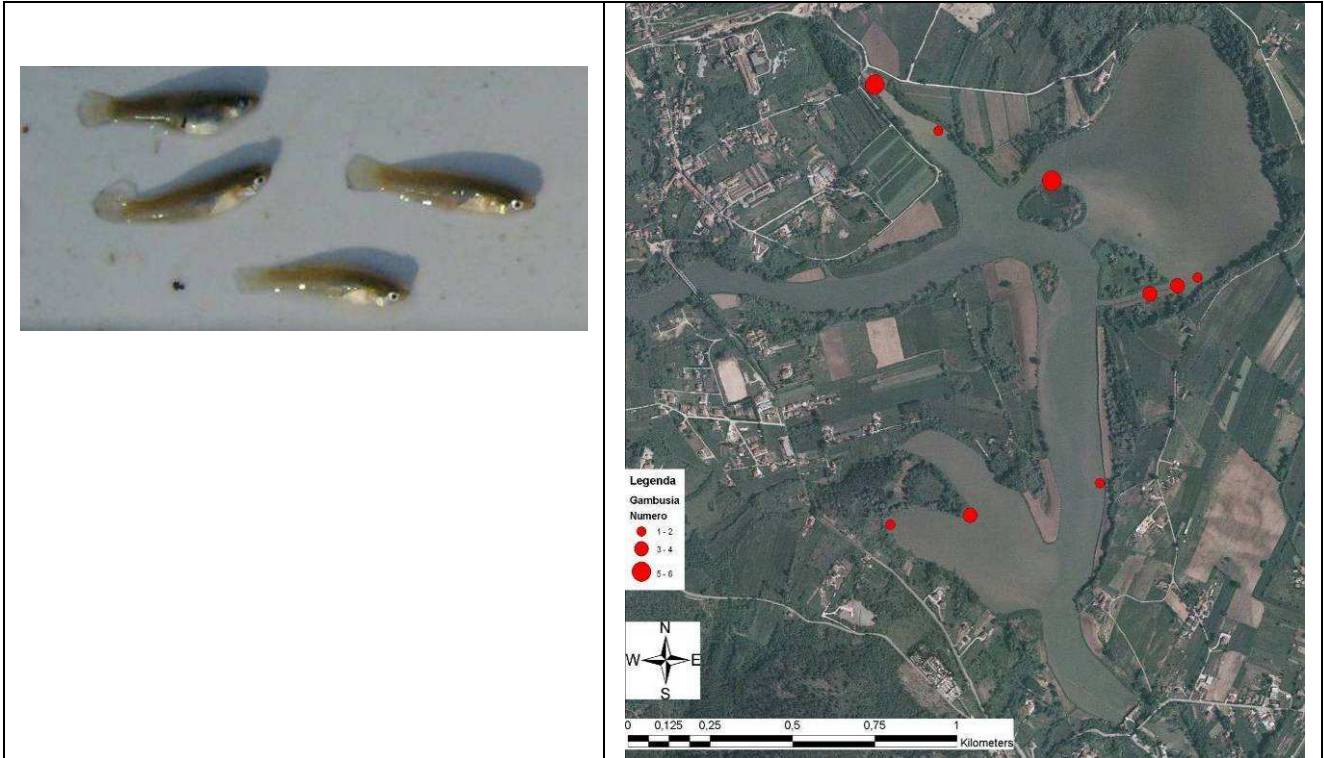 Legenda
Gambusia
Numero
1 - 2
3 - 4
5 - 6
N
W E
S
0 0,125 0,25 0,5 0,75 1
Kilometers